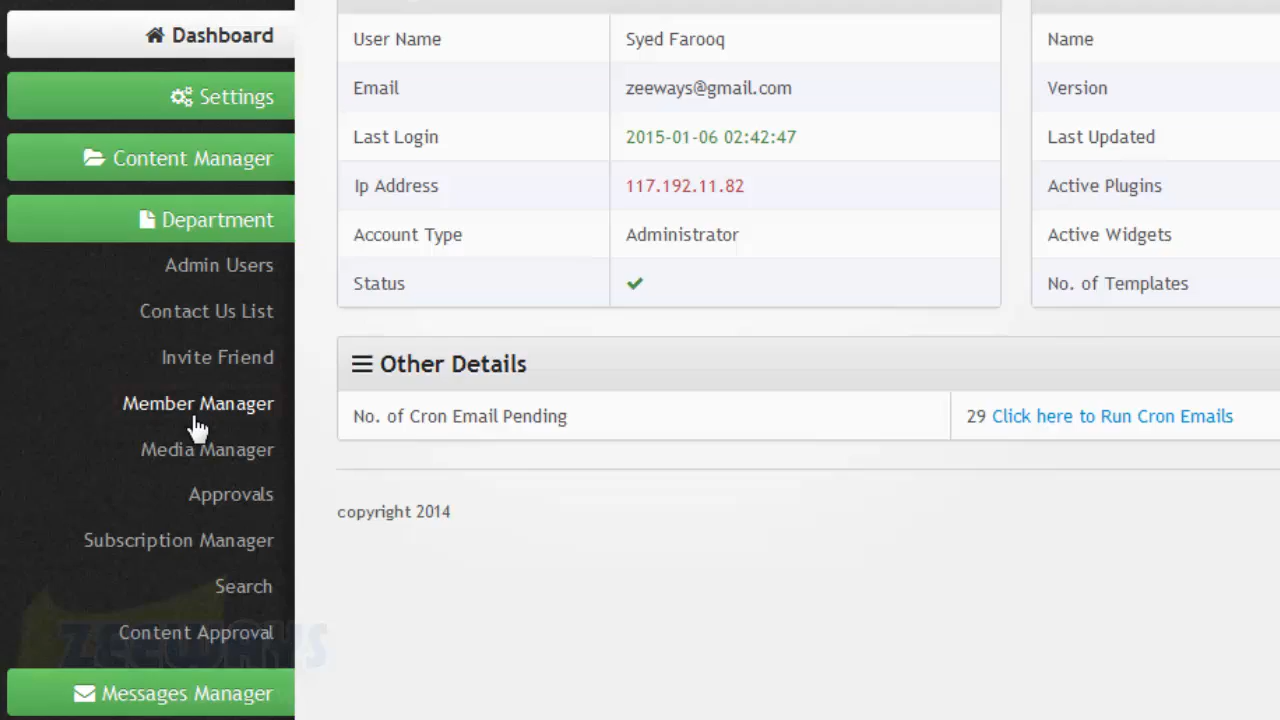 Dashboard
Settings
Content Manager
Department
Admin Users
Contact Us List
Invite Friend
Member Manager
Media Manager
Approvals
Subscription Manager
Search
Content Approval
ZEEWAYS
Messages Manager
User Name Syed Farooq
Email zeeways@gmail.com
Last Login 2015-01-06 02:42:47
Ip Address 117.192.11.82
Account Type Administrator
Status
Name
Version
Last Updated
Active Plugins
Active Widgets
No. of Templates
Other Details
No. of Cron Email Pending 29 Click here to Run Cron Emails
copyright 2014